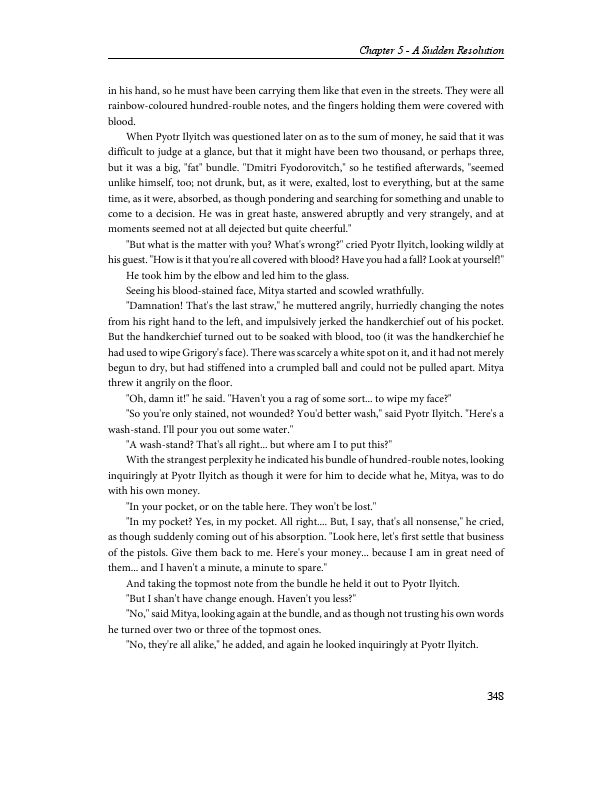 Chapter 5 - A Sudden Resolution
in his hand, so he must have been carrying them like that even in the streets. They were all
rainbow-coloured hundred-rouble notes, and the fingers holding them were covered with
blood.
When Pyotr Ilyitch was questioned later on as to the sum of money, he said that it was
difficult to judge at a glance, but that it might have been two thousand, or perhaps three,
but it was a big, "fat" bundle. "Dmitri Fyodorovitch," so he testified afterwards, "seemed
unlike himself, too; not drunk, but, as it were, exalted, lost to everything, but at the same
time, as it were, absorbed, as though pondering and searching for something and unable to
come to a decision. He was in great haste, answered abruptly and very strangely, and at
moments seemed not at all dejected but quite cheerful."
"But what is the matter with you? What's wrong?" cried Pyotr Ilyitch, looking wildly at
his guest. "How is it that you're all covered with blood? Have you had a fall? Look at yourself!"
He took him by the elbow and led him to the glass.
Seeing his blood-stained face, Mitya started and scowled wrathfully.
"Damnation! That's the last straw," he muttered angrily, hurriedly changing the notes
from his right hand to the left, and impulsively jerked the handkerchief out of his pocket.
But the handkerchief turned out to be soaked with blood, too (it was the handkerchief he
had used to wipe Grigory's face). There was scarcely a white spot on it, and it had not merely
begun to dry, but had stiffened into a crumpled ball and could not be pulled apart. Mitya
threw it angrily on the floor.
"Oh, damn it!" he said. "Haven't you a rag of some sort... to wipe my face?"
"So you're only stained, not wounded? You'd better wash," said Pyotr Ilyitch. "Here's a
wash-stand. I'll pour you out some water."
"A wash-stand? That's all right... but where am I to put this?"
With the strangest perplexity he indicated his bundle of hundred-rouble notes, looking
inquiringly at Pyotr Ilyitch as though it were for him to decide what he, Mitya, was to do
with his own money.
"In your pocket, or on the table here. They won't be lost."
"In my pocket? Yes, in my pocket. All right.... But, I say, that's all nonsense," he cried,
as though suddenly coming out of his absorption. "Look here, let's first settle that business
of the pistols. Give them back to me. Here's your money... because I am in great need of
them... and I haven't a minute, a minute to spare."
And taking the topmost note from the bundle he held it out to Pyotr Ilyitch.
"But I shan't have change enough. Haven't you less?"
"No," said Mitya, looking again at the bundle, and as though not trusting his own words
he turned over two or three of the topmost ones.
"No, they're all alike," he added, and again he looked inquiringly at Pyotr Ilyitch.
348